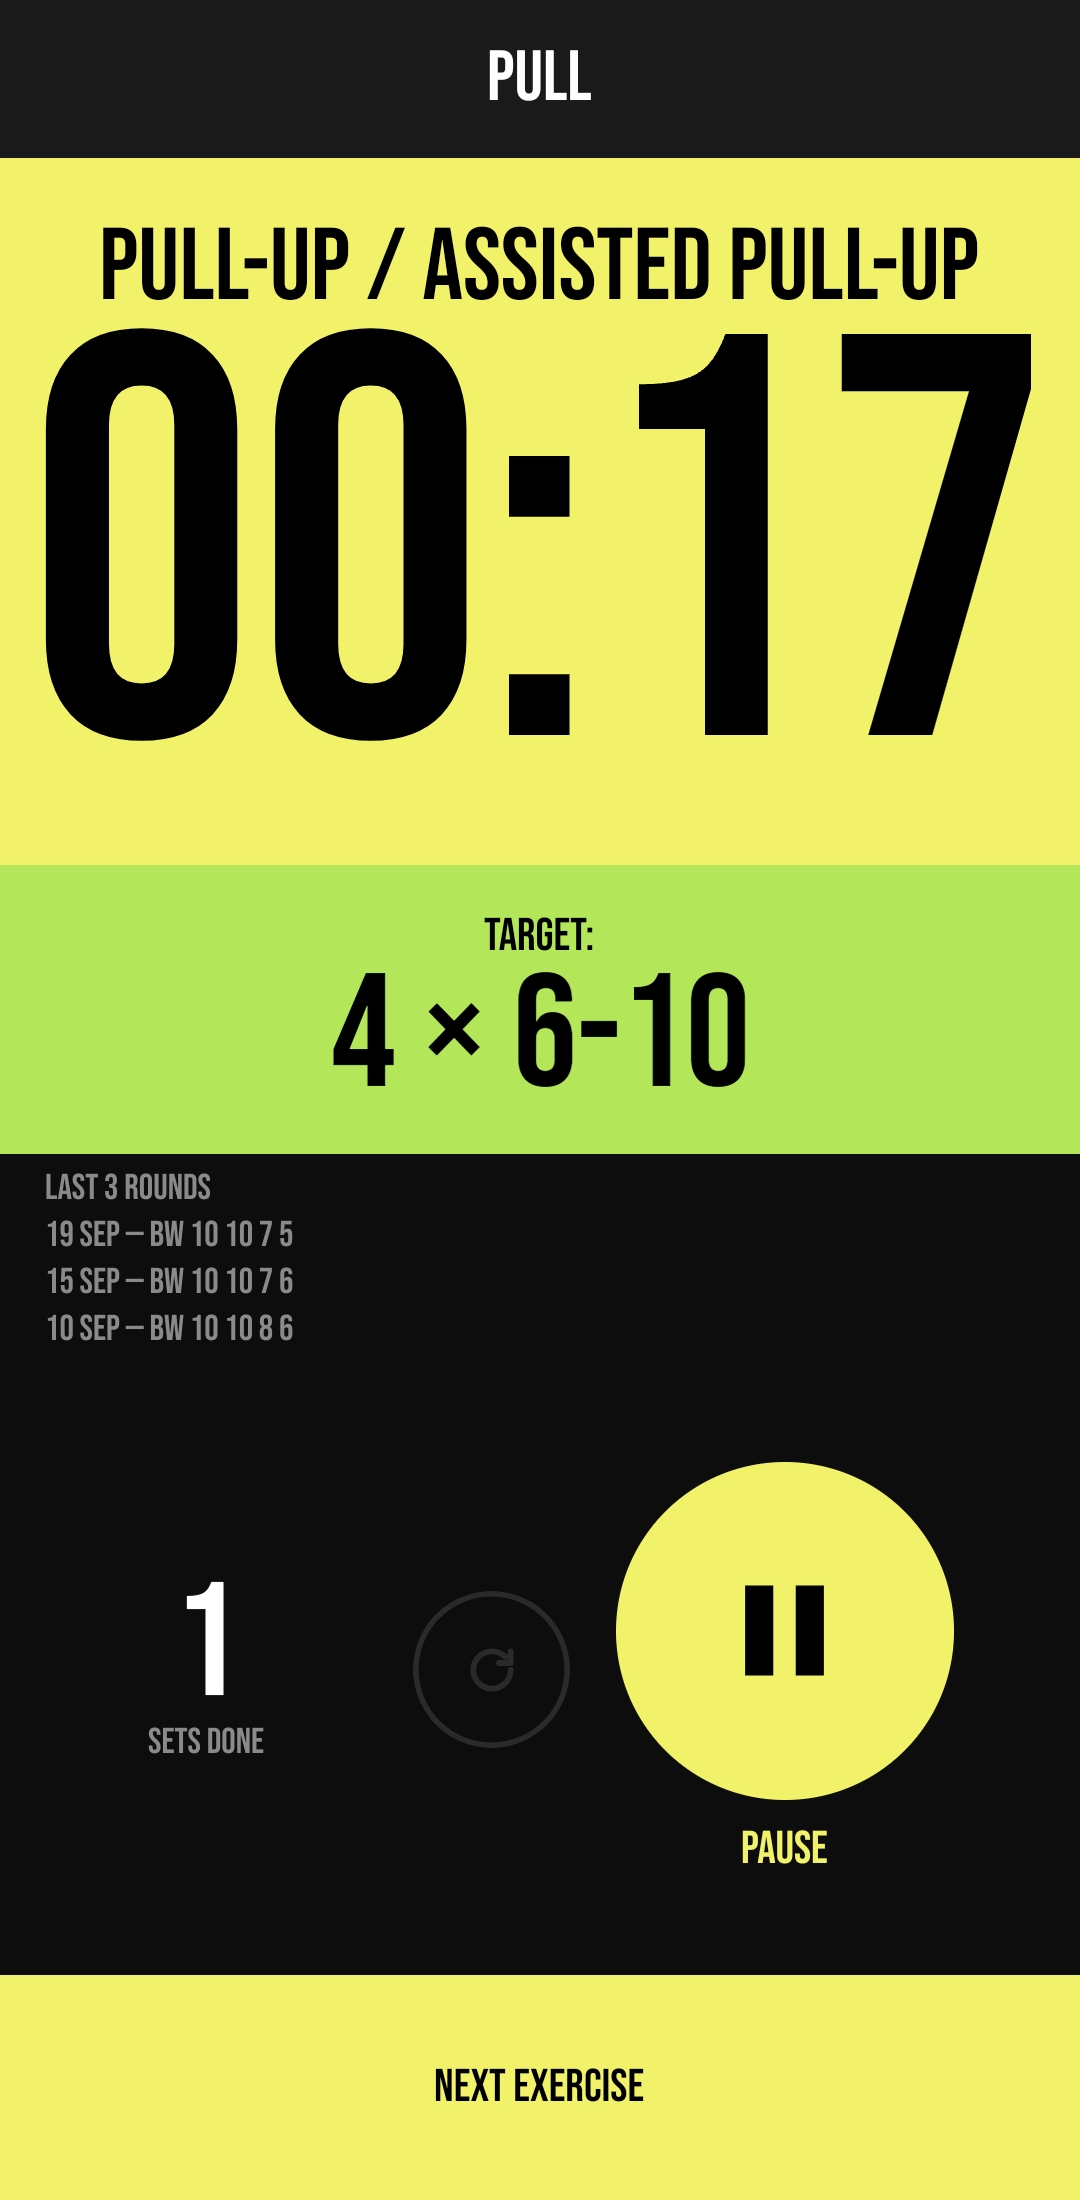 PULL
PULL-UP / ASSISTED PULL-UP
00:17
TARGET:
4 × 6-10
LAST 3 ROUNDS
19 SEP — BW 10 10 7 5
15 SEP — BW 10 10 7 6
10 SEP — BW 10 10 8 6
1
SETS DONE
PAUSE
NEXT EXERCISE